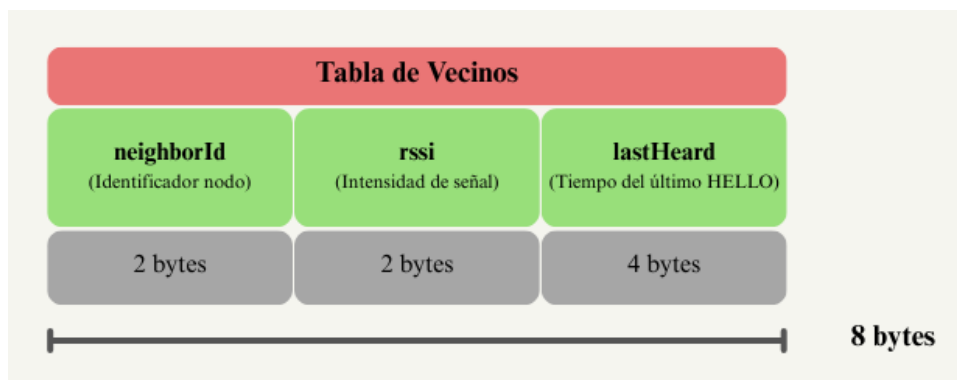 Tabla de Vecinos
neighborId
(Identificador nodo)
rssi
(Intensidad de señal)
lastHeard
(Tiempo del último HELLO)
2 bytes
2 bytes
4 bytes
8 bytes